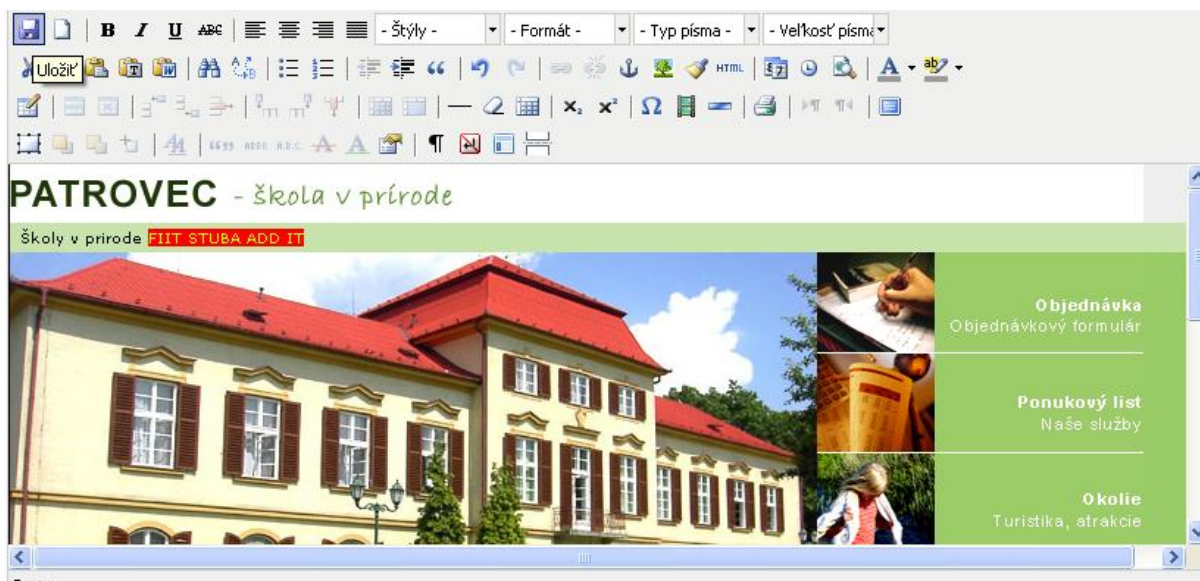 B I U ABC - Štýly - - Formát - - Typ písma - - Veľkosť písma
Uložiť HTML
PATROVEC - škola v prírode
Školy v prirode FIIT STUBA ADD IT
Objednávka
Objednávkový formulár
Ponukový list
Naše služby
Okolie
Turistika, atrakcie